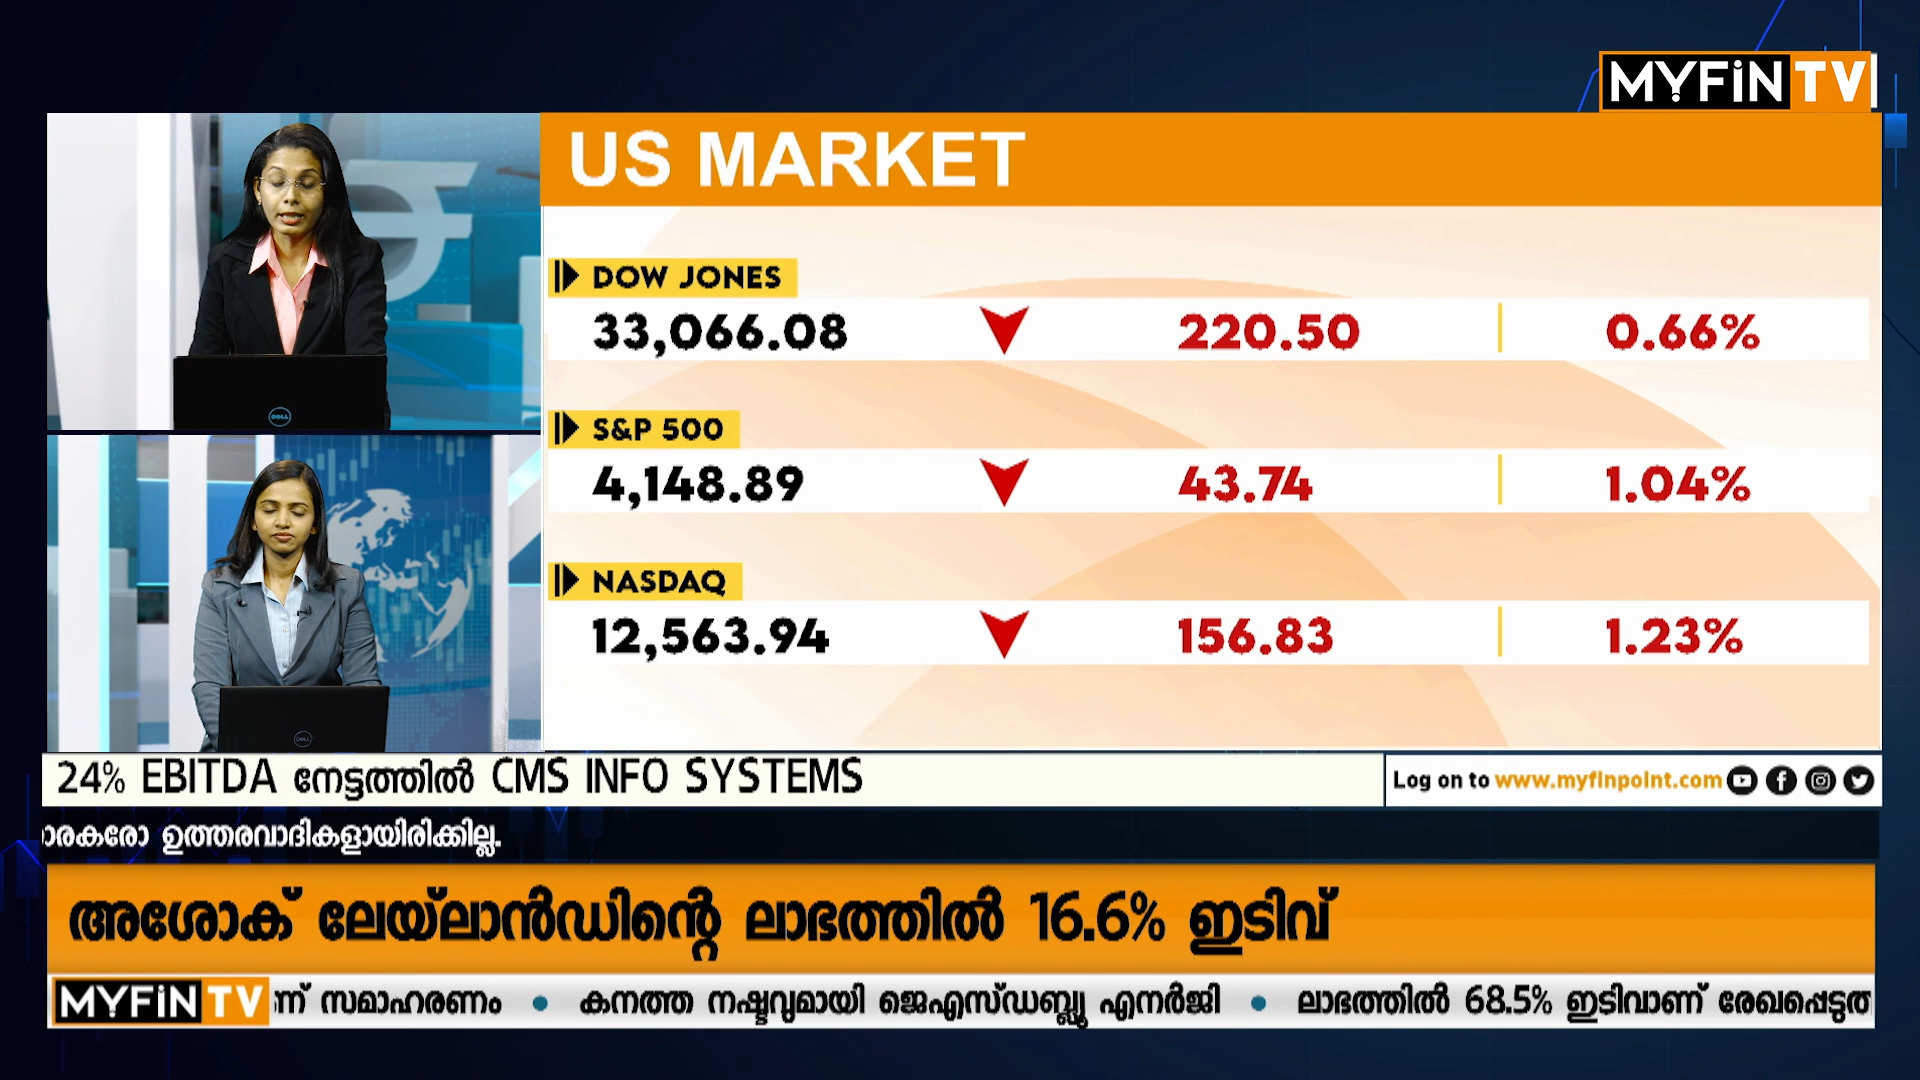 MYFiN TV
US MARKET
DOW JONES
33,066.08 220.50 0.66%
S&P 500
4,148.89 43.74 1.04%
NASDAQ
12,563.94 156.83 1.23%
DELL
DELL
24% EBITDA നേട്ടത്തിൽ CMS INFO SYSTEMS
Log on to www.myfinpoint.com
ഉത്തരവാദികളായിരിക്കില്ല.
അശോക് ലേയ്‌ലാൻഡിന്റെ ലാഭത്തിൽ 16.6% ഇടിവ്
MYFiN TV സമാഹരണം • കനത്ത നഷ്ടവുമായി ജെഎസ്ഡബ്ല്യൂ എനർജി • ലാഭത്തിൽ 68.5% ഇടിവാണ്